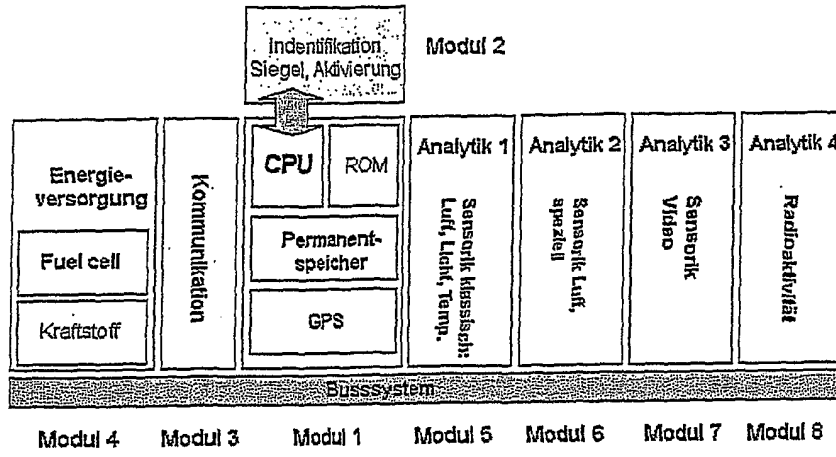 Indentifikation
Siegel, Aktivierung
Modul 2
Energie-
versorgung
Fuel cell
Kraftstoff
Kommunikation
CPU
ROM
Permanent-
speicher
GPS
Analytik 1
Sensorik klassisch:
Luft, Licht, Temp.
Analytik 2
Sensorik Luft,
speziell
Analytik 3
Sensorik
Video
Analytik 4
Radioaktivität
Busssystem
Modul 4
Modul 3
Modul 1
Modul 5
Modul 6
Modul 7
Modul 8